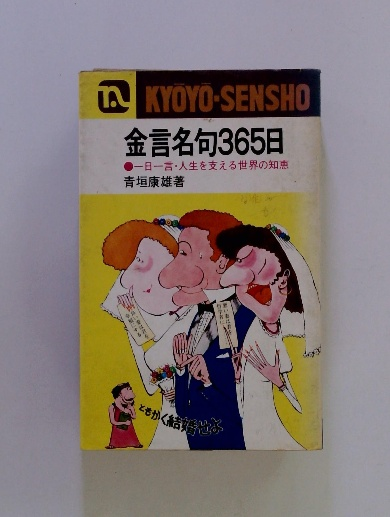 n
KYŌYŌ·SENSHO
金言名句365日
●一日一言・人生を支える世界の知恵
青垣康雄著
ともかく結婚せよ